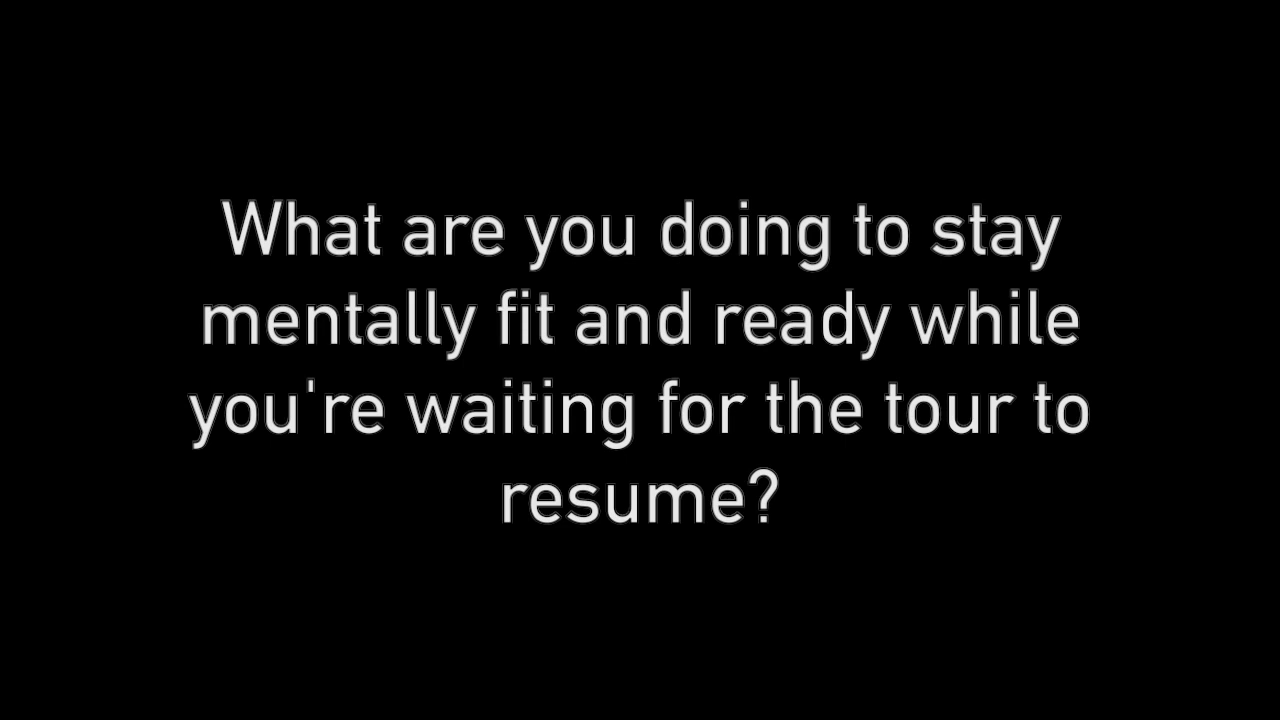 What are you doing to stay
mentally fit and ready while
you're waiting for the tour to
resume?